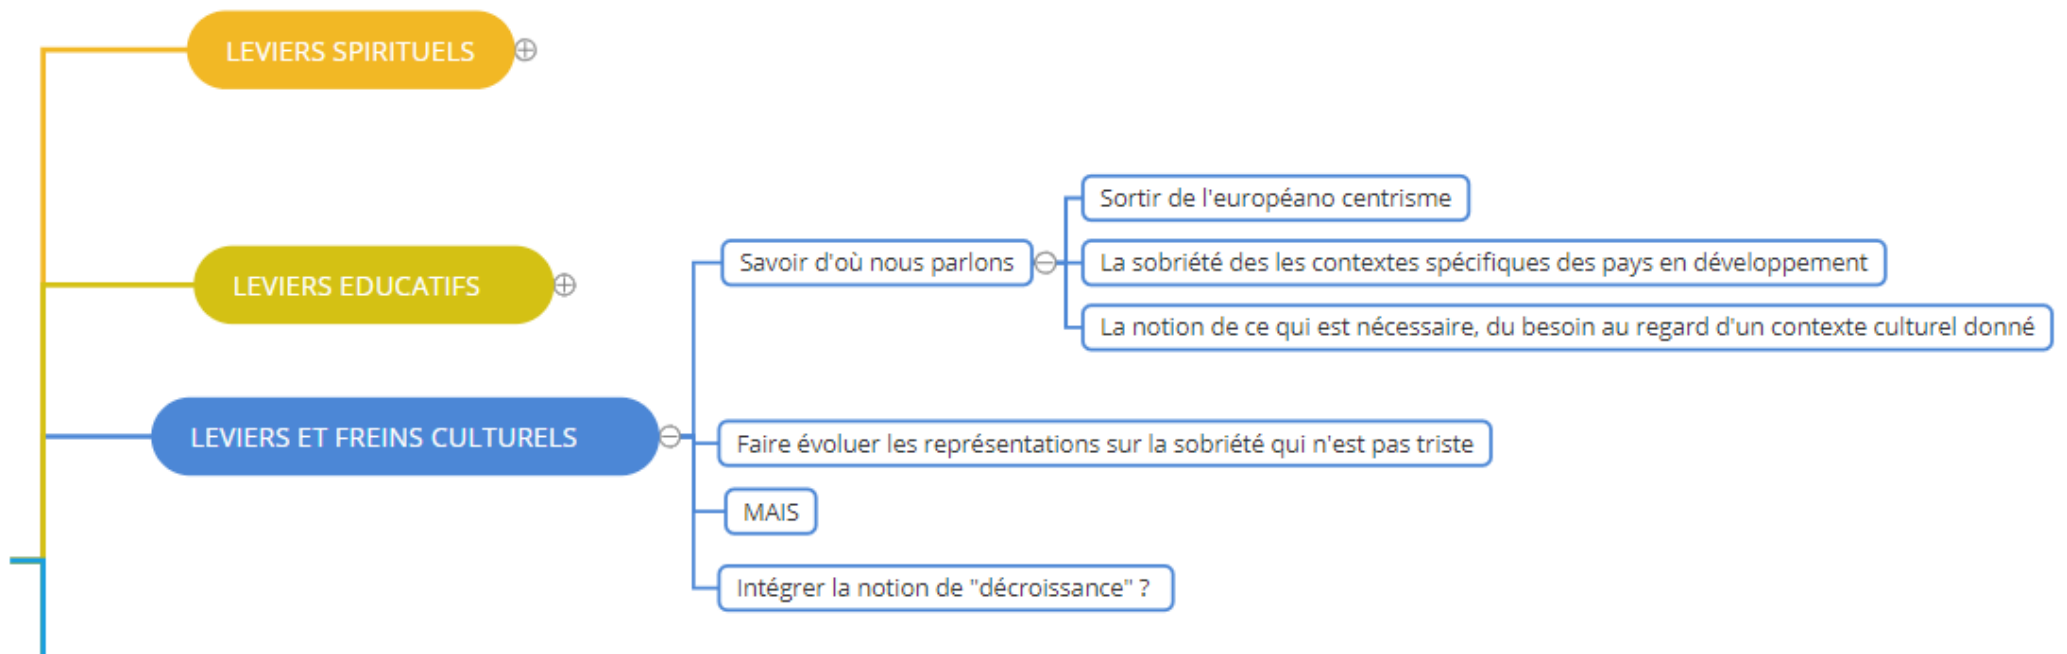 LEVIERS SPIRITUELS
LEVIERS EDUCATIFS
LEVIERS ET FREINS CULTURELS
Savoir d'où nous parlons
Sortir de l'européano centrisme
La sobriété des les contextes spécifiques des pays en développement
La notion de ce qui est nécessaire, du besoin au regard d'un contexte culturel donné
Faire évoluer les représentations sur la sobriété qui n'est pas triste
MAIS
Intégrer la notion de "décroissance" ?